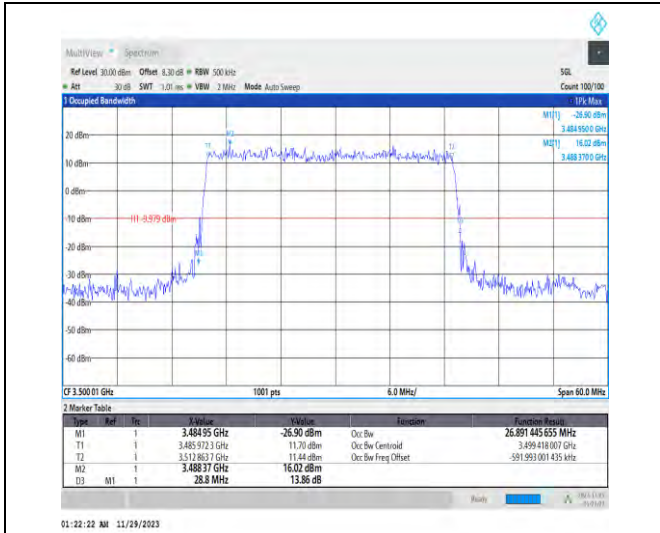 MultiView Spectrum
Ref Level 30.00 dBm Offset 8.30 dB RBW 500 kHz SGL
Att 30 dB SWT 1.01 ms VBW 2 MHz Mode Auto Sweep Count 100/100
1 Occupied Bandwidth 1Pk Max
M1[1] -26.90 dBm
3.484 950 0 GHz
20 dBm
M2
M2[1] 16.02 dBm
3.488 370 0 GHz
T1 T2
10 dBm
0 dBm
-10 dBm H1 -9.979 dBm
-20 dBm
M1
-30 dBm
-40 dBm
-50 dBm
-60 dBm
CF 3.500 01 GHz 1001 pts 6.0 MHz/ Span 60.0 MHz
2 Marker Table
Type Ref Trc X-Value Y-Value Function Function Result
M1 1 3.484 95 GHz -26.90 dBm Occ Bw 26.891 445 655 MHz
T1 1 3.485 972 3 GHz 11.70 dBm Occ Bw Centroid 3.499 418 007 GHz
T2 1 3.512 863 7 GHz 11.44 dBm Occ Bw Freq Offset -591.993 001 435 kHz
M2 1 3.488 37 GHz 16.02 dBm
D3 M1 1 28.8 MHz 13.86 dB
Ready
01:22:22 AM 11/29/2023